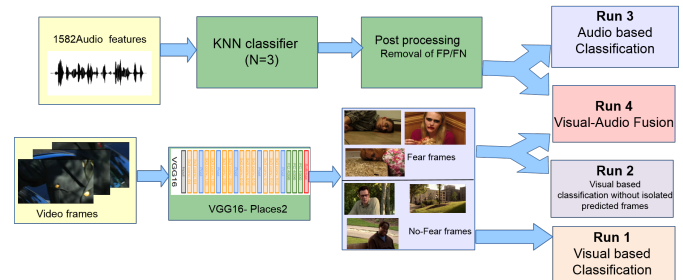 1582Audio features
KNN classifier
(N=3)
Post processing
Removal of FP/FN
Run 3
Audio based
Classification
Run 4
Visual-Audio Fusion
Video frames
VGG16
VGG16- Places2
Fear frames
No-Fear frames
Run 2
Visual based
classification without isolated
predicted frames
Run 1
Visual based
Classification